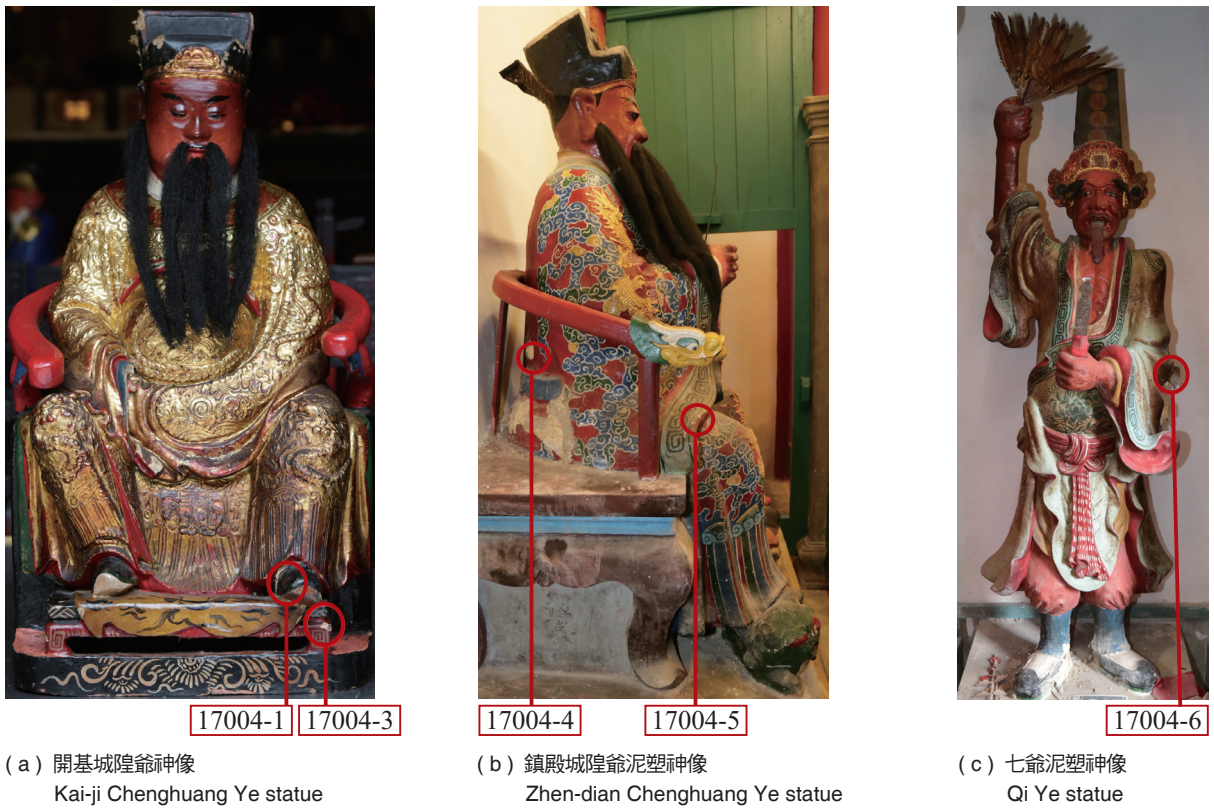 17004-1
17004-3
17004-4
17004-5
17004-6
( a ) 開基城隍爺神像
Kai-ji Chenghuang Ye statue
( b ) 鎮殿城隍爺泥塑神像
Zhen-dian Chenghuang Ye statue
( c ) 七爺泥塑神像
Qi Ye statue